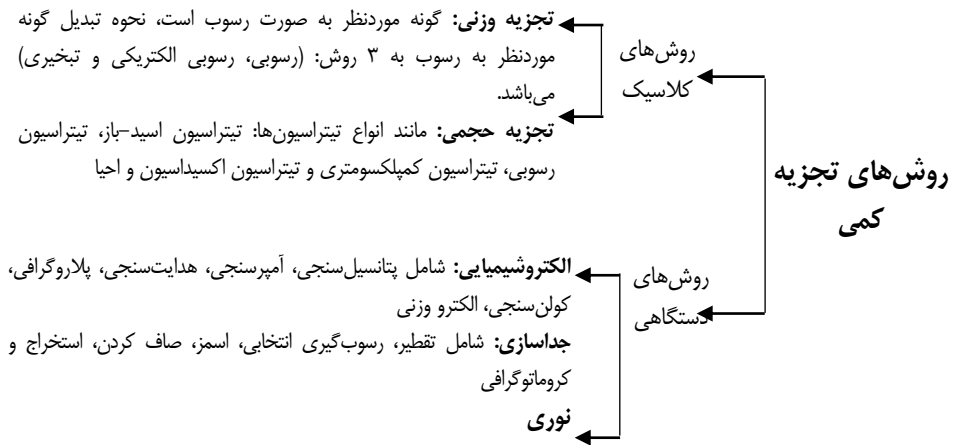 روش‌های تجزیه
کمی
روش‌های
کلاسیک
تجزیه وزنی: گونه موردنظر به صورت رسوب است، نحوه تبدیل گونه
موردنظر به رسوب به ۳ روش: (رسوبی، رسوبی الکتریکی و تبخیری)
می‌باشد.
تجزیه حجمی: مانند انواع تیتراسیون‌ها: تیتراسیون اسید-باز، تیتراسیون
رسوبی، تیتراسیون کمپلکسومتری و تیتراسیون اکسیداسیون و احیا
روش‌های
دستگاهی
الکتروشیمیایی: شامل پتانسیل‌سنجی، آمپرسنجی، هدایت‌سنجی، پلاروگرافی،
کولن‌سنجی، الکترو وزنی
جداسازی: شامل تقطیر، رسوب‌گیری انتخابی، اسمز، صاف کردن، استخراج و
کروماتوگرافی
نوری